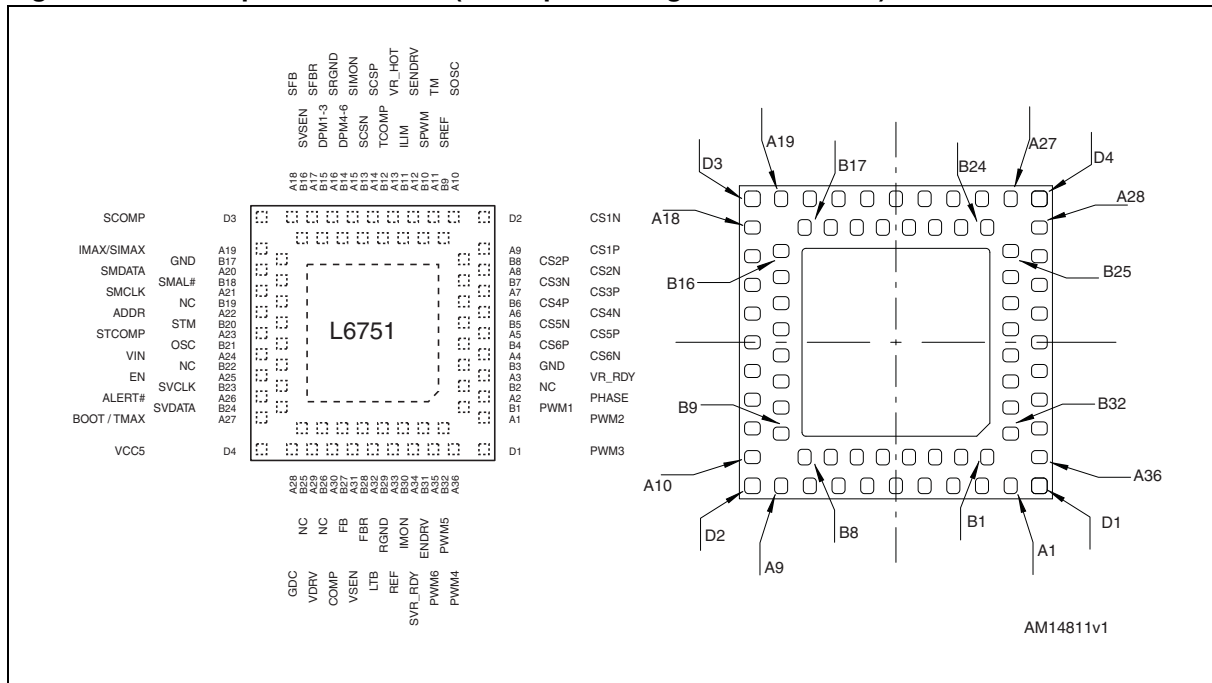 SFB
SFBR
SRGND
SIMON
SCSP
VR_HOT
SENDRV
TM
SOSC
SVSEN
DPM1-3
DPM4-6
SCSN
TCOMP
ILIM
SPWM
SREF
A18
B16
A17
B15
A16
B14
A15
B13
A14
B12
A13
B11
A12
B10
A11
B9
A10
SCOMP D3
IMAX/SIMAX A19
GND B17
SMDATA A20
SMAL# B18
SMCLK A21
NC B19
ADDR A22
STM B20
STCOMP A23
OSC B21
VIN A24
NC B22
EN A25
SVCLK B23
ALERT# A26
SVDATA B24
BOOT / TMAX A27
VCC5 D4
L6751
D2 CS1N
A9 CS1P
B8 CS2P
A8 CS2N
B7 CS3N
A7 CS3P
B6 CS4P
A6 CS4N
B5 CS5N
A5 CS5P
B4 CS6P
A4 CS6N
B3 GND
A3 VR_RDY
B2 NC
A2 PHASE
B1 PWM1
A1 PWM2
D1 PWM3
A28
B25
A29
B26
A30
B27
A31
B28
A32
B29
A33
B30
A34
B31
A35
B32
A36
NC
NC
FB
FBR
RGND
IMON
ENDRV
PWM5
GDC
VDRV
COMP
VSEN
LTB
REF
SVR_RDY
PWM6
PWM4
D3
A19
B17
B24
A27
D4
A18
A28
B16
B25
B9
B32
A10
A36
D2
A9
B8
B1
A1
D1
AM14811v1